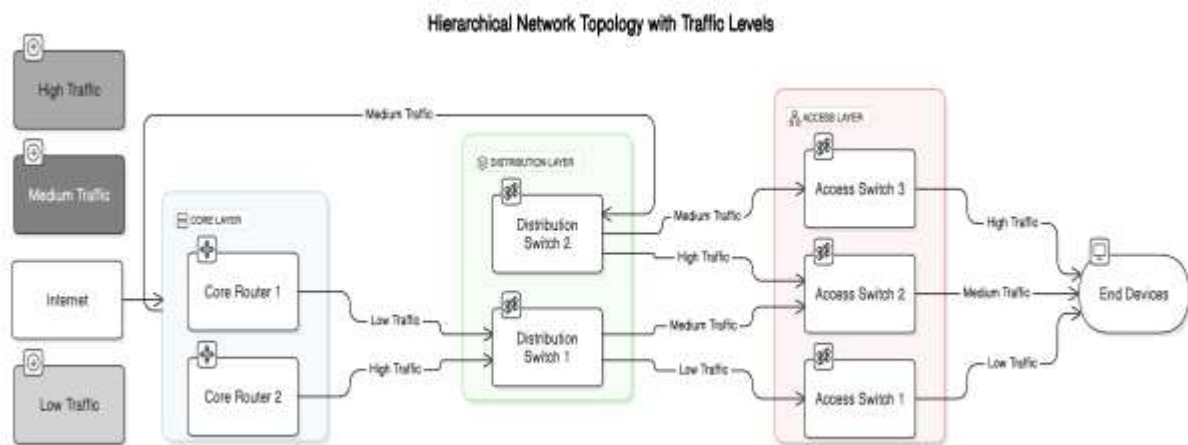 Hierarchical Network Topology with Traffic Levels
High Traffic
Medium Traffic
Internet
Low Traffic
CORE LAYER
Core Router 1
Core Router 2
Medium Traffic
Low Traffic
High Traffic
DISTRIBUTION LAYER
Distribution
Switch 2
Distribution
Switch 1
Medium Traffic
High Traffic
Medium Traffic
Low Traffic
ACCESS LAYER
Access Switch 3
Access Switch 2
Access Switch 1
High Traffic
Medium Traffic
Low Traffic
End Devices